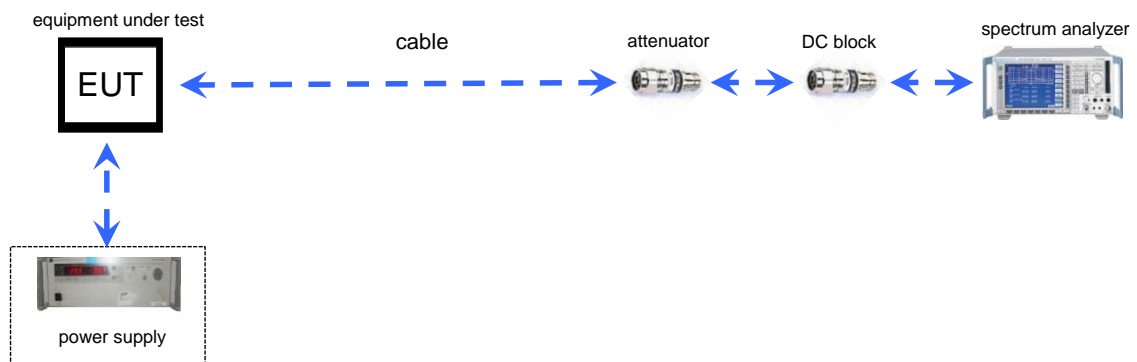 equipment under test
EUT
cable
attenuator
DC block
spectrum analyzer
power supply